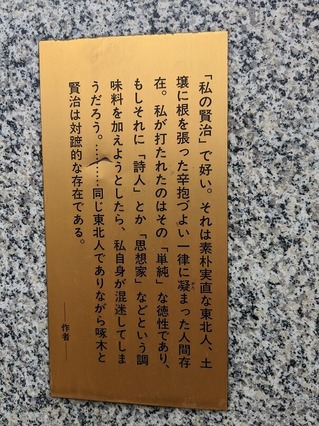 「私の賢治」で好い。それは素朴実直な東北人、土
壌に根を張った辛抱づよい一律に凝まった人間存
在。私が打たれたのはその「単純」な徳性であり、
もしそれに「詩人」とか「思想家」などという調
味料を加えようとしたら、私自身が混迷してしま
うだろう。………同じ東北人でありながら啄木と
賢治は対蹠的な存在である。
――作者――